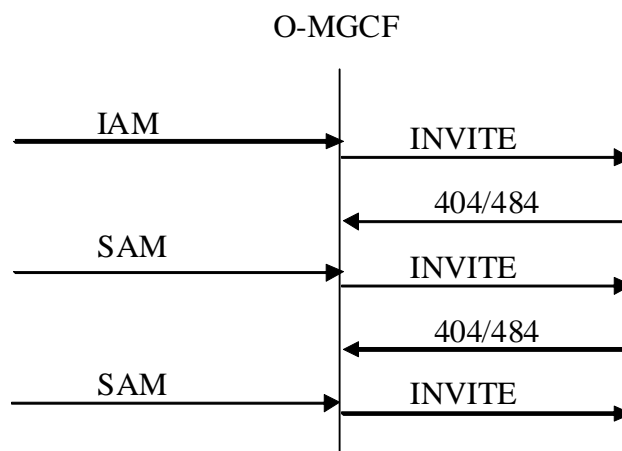 O-MGCF
IAM
INVITE
404/484
SAM
INVITE
404/484
SAM
INVITE